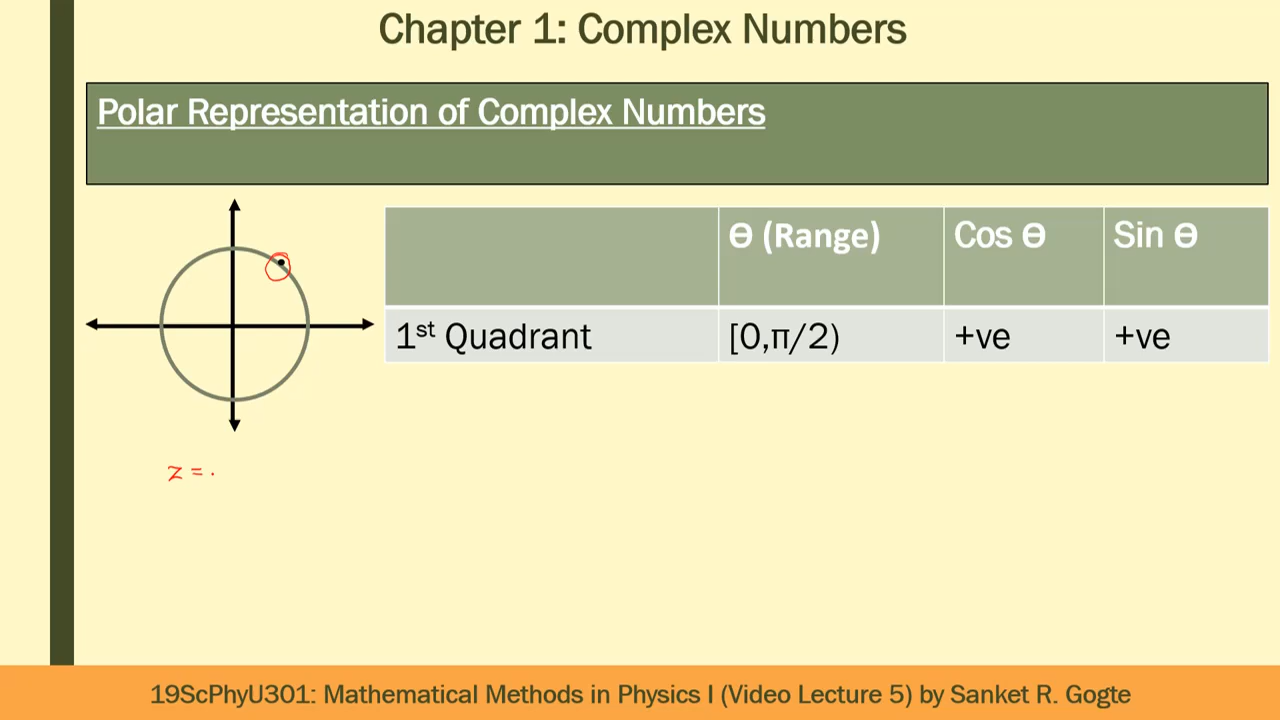 Chapter 1: Complex Numbers
Polar Representation of Complex Numbers
Ɵ (Range) Cos Ɵ Sin Ɵ
1st Quadrant [0,π/2) +ve +ve
z = .
19ScPhyU301: Mathematical Methods in Physics I (Video Lecture 5) by Sanket R. Gogte